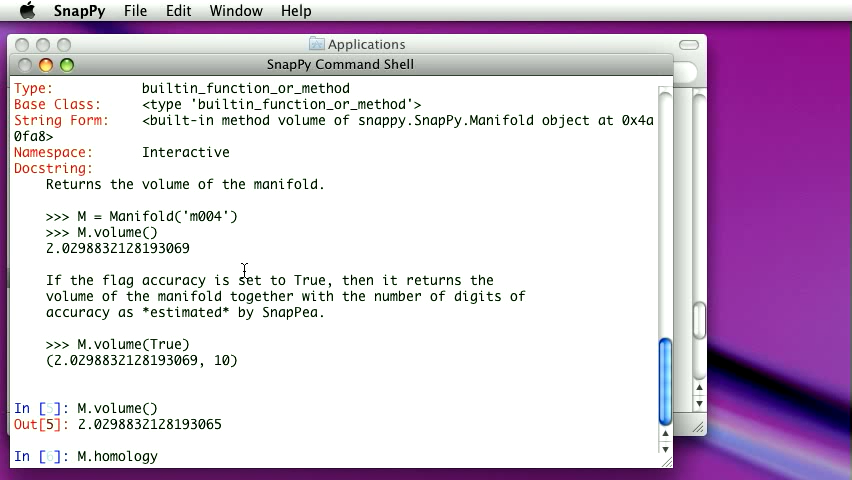 SnapPy File Edit Window Help
Applications
SnapPy Command Shell
Type: builtin_function_or_method
Base Class: <type 'builtin_function_or_method'>
String Form: <built-in method volume of snappy.SnapPy.Manifold object at 0x4a
0fa8>
Namespace: Interactive
Docstring:
Returns the volume of the manifold.
>>> M = Manifold('m004')
>>> M.volume()
2.0298832128193069
If the flag accuracy is set to True, then it returns the
volume of the manifold together with the number of digits of
accuracy as *estimated* by SnapPea.
>>> M.volume(True)
(2.0298832128193069, 10)
In [5]: M.volume()
Out[5]: 2.0298832128193065
In [6]: M.homology